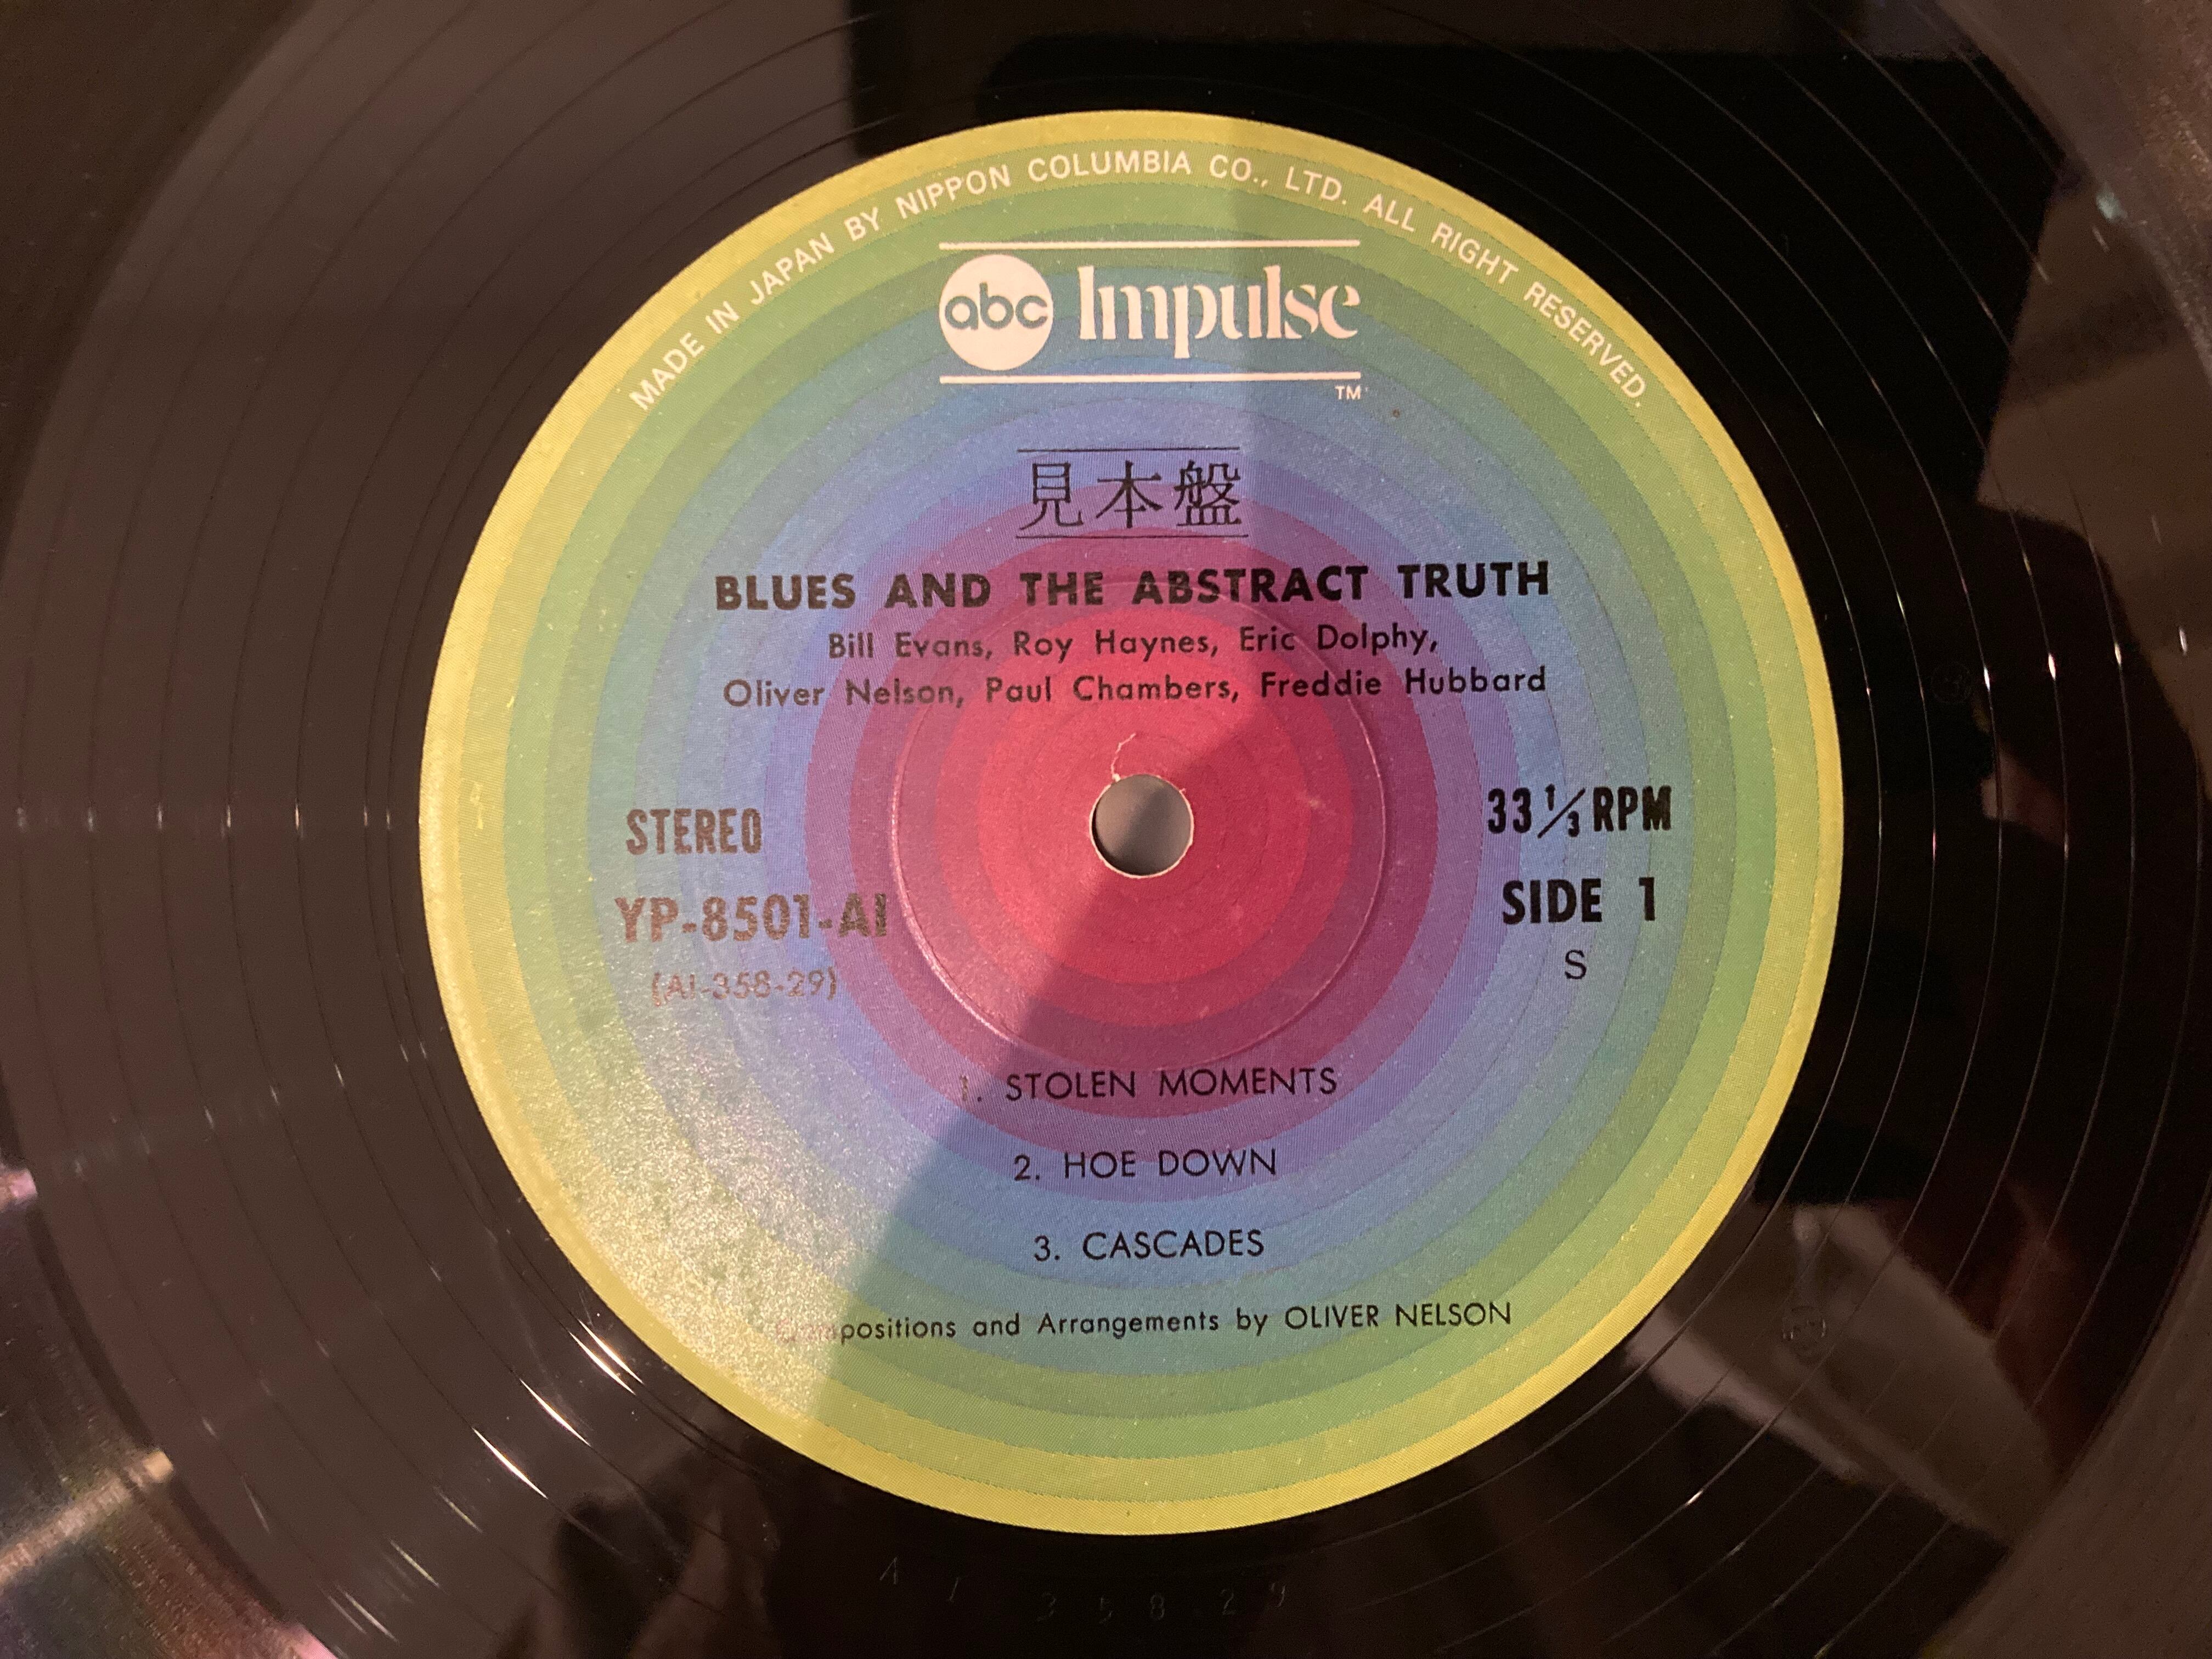 MADE IN JAPAN BY NIPPON COLUMBIA CO., LTD. ALL RIGHT RESERVED.
abc Impulse
TM
見本盤
BLUES AND THE ABSTRACT TRUTH
Bill Evans, Roy Haynes, Eric Dolphy,
Oliver Nelson, Paul Chambers, Freddie Hubbard
STEREO
33 1/3 RPM
YP-8501-AI
SIDE 1
(AI-358-29)
S
1. STOLEN MOMENTS
2. HOE DOWN
3. CASCADES
Compositions and Arrangements by OLIVER NELSON
A 1 358 29